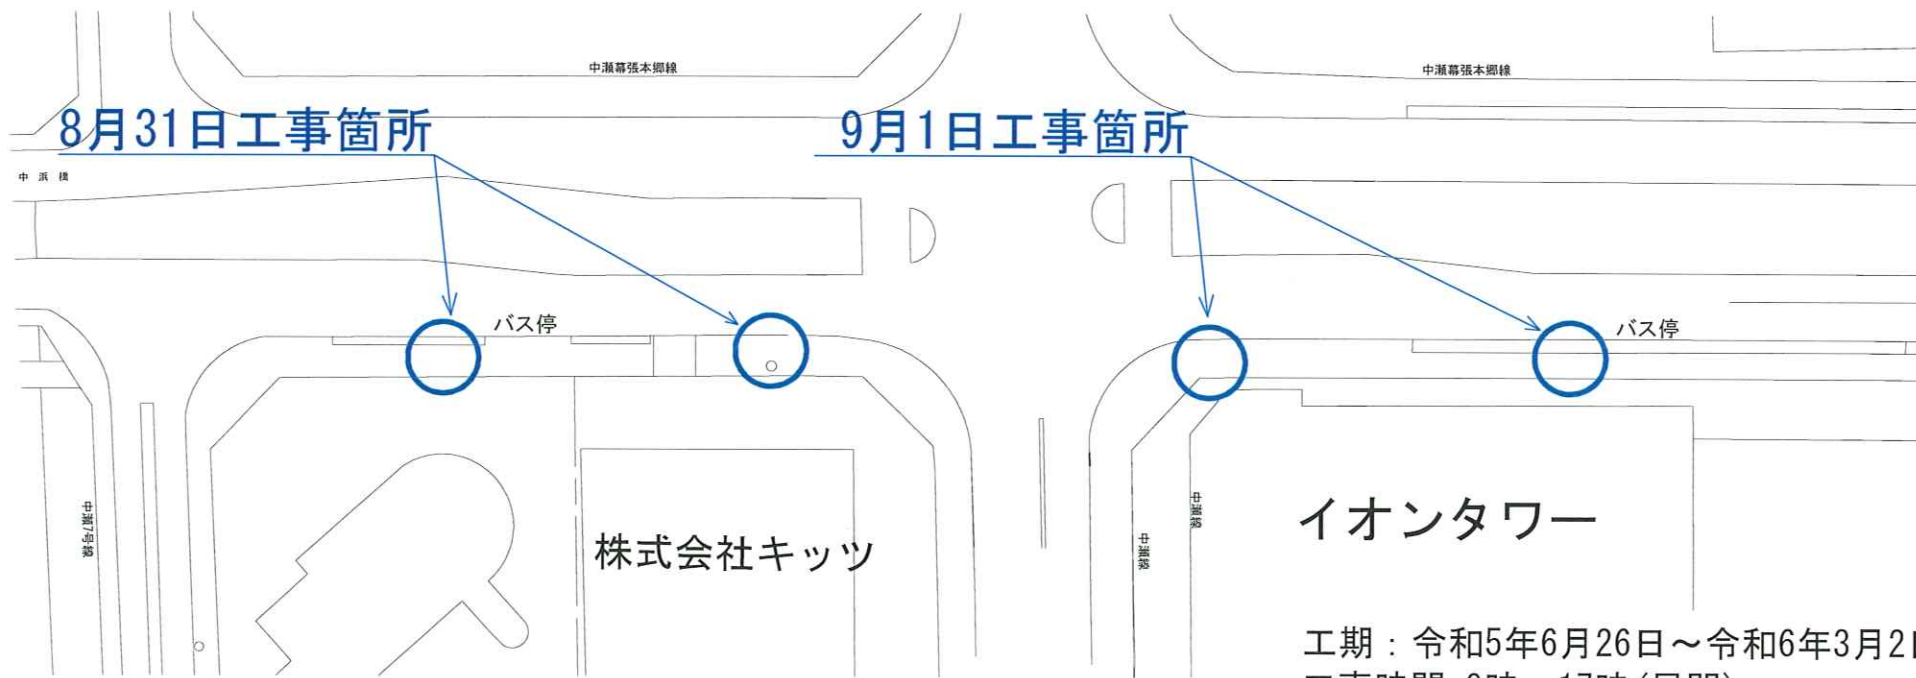 中瀬幕張本郷線
中瀬幕張本郷線
8月31日工事箇所
9月1日工事箇所
中浜橋
バス停
バス停
中瀬7号線
株式会社キッツ
中瀬線
中瀬線
イオンタワー
工期：令和5年6月26日～令和6年3月2日